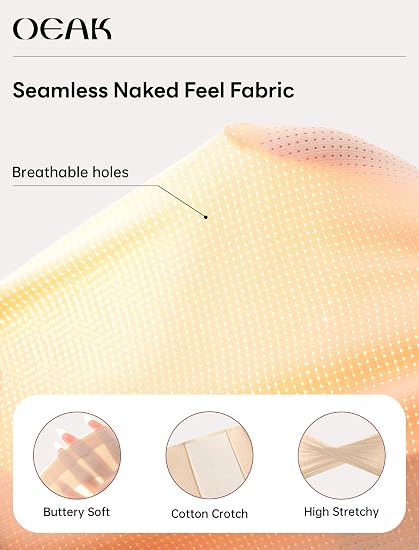 OEAK
Seamless Naked Feel Fabric
Breathable holes
Buttery Soft
Cotton Crotch
High Stretchy